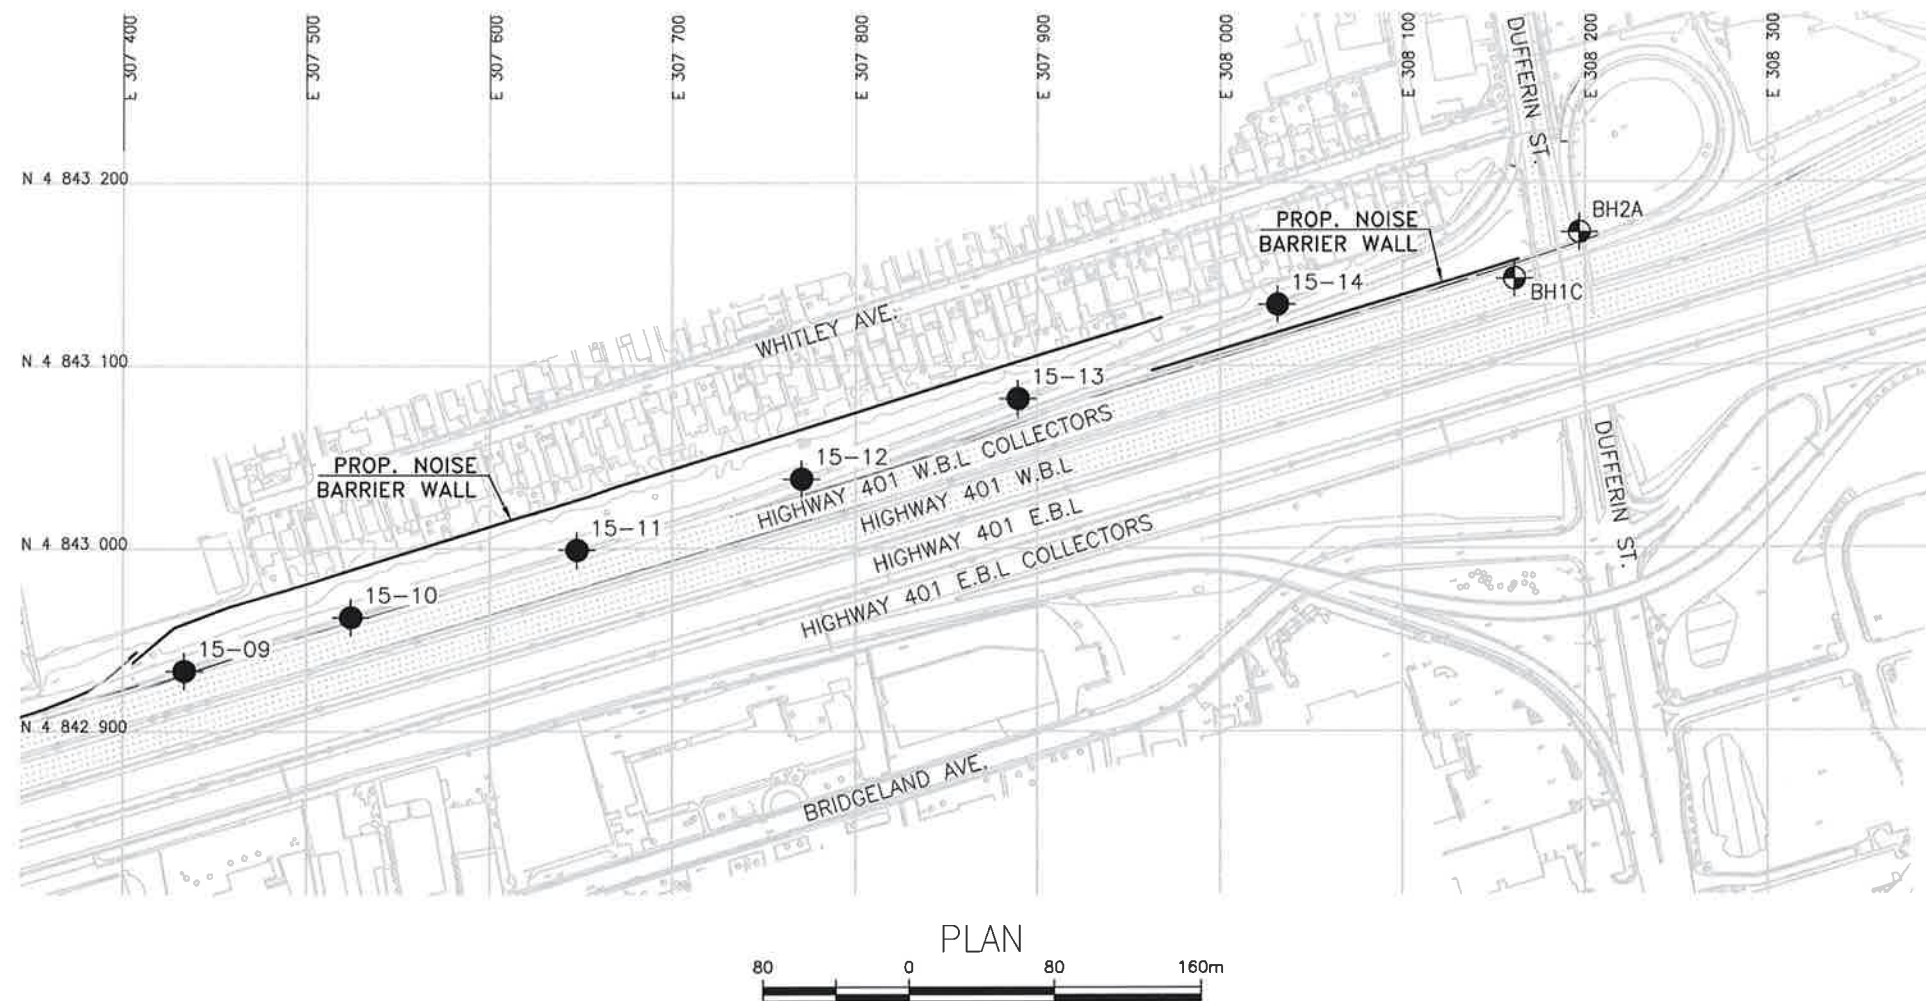 E 307 400
E 307 500
E 307 600
E 307 700
E 307 800
E 307 900
E 308 000
E 308 100
E 308 200
E 308 300
DUFFERIN ST.
N 4 843 200
BH2A
PROP. NOISE
BARRIER WALL
15-14
BH1C
WHITLEY AVE.
N 4 843 100
15-13
HIGHWAY 401 W.B.L COLLECTORS
15-12
PROP. NOISE
BARRIER WALL
HIGHWAY 401 W.B.L
DUFFERIN ST.
15-11
N 4 843 000
HIGHWAY 401 E.B.L
HIGHWAY 401 E.B.L COLLECTORS
15-10
15-09
N 4 842 900
BRIDGELAND AVE.
PLAN
80 0 80 160m